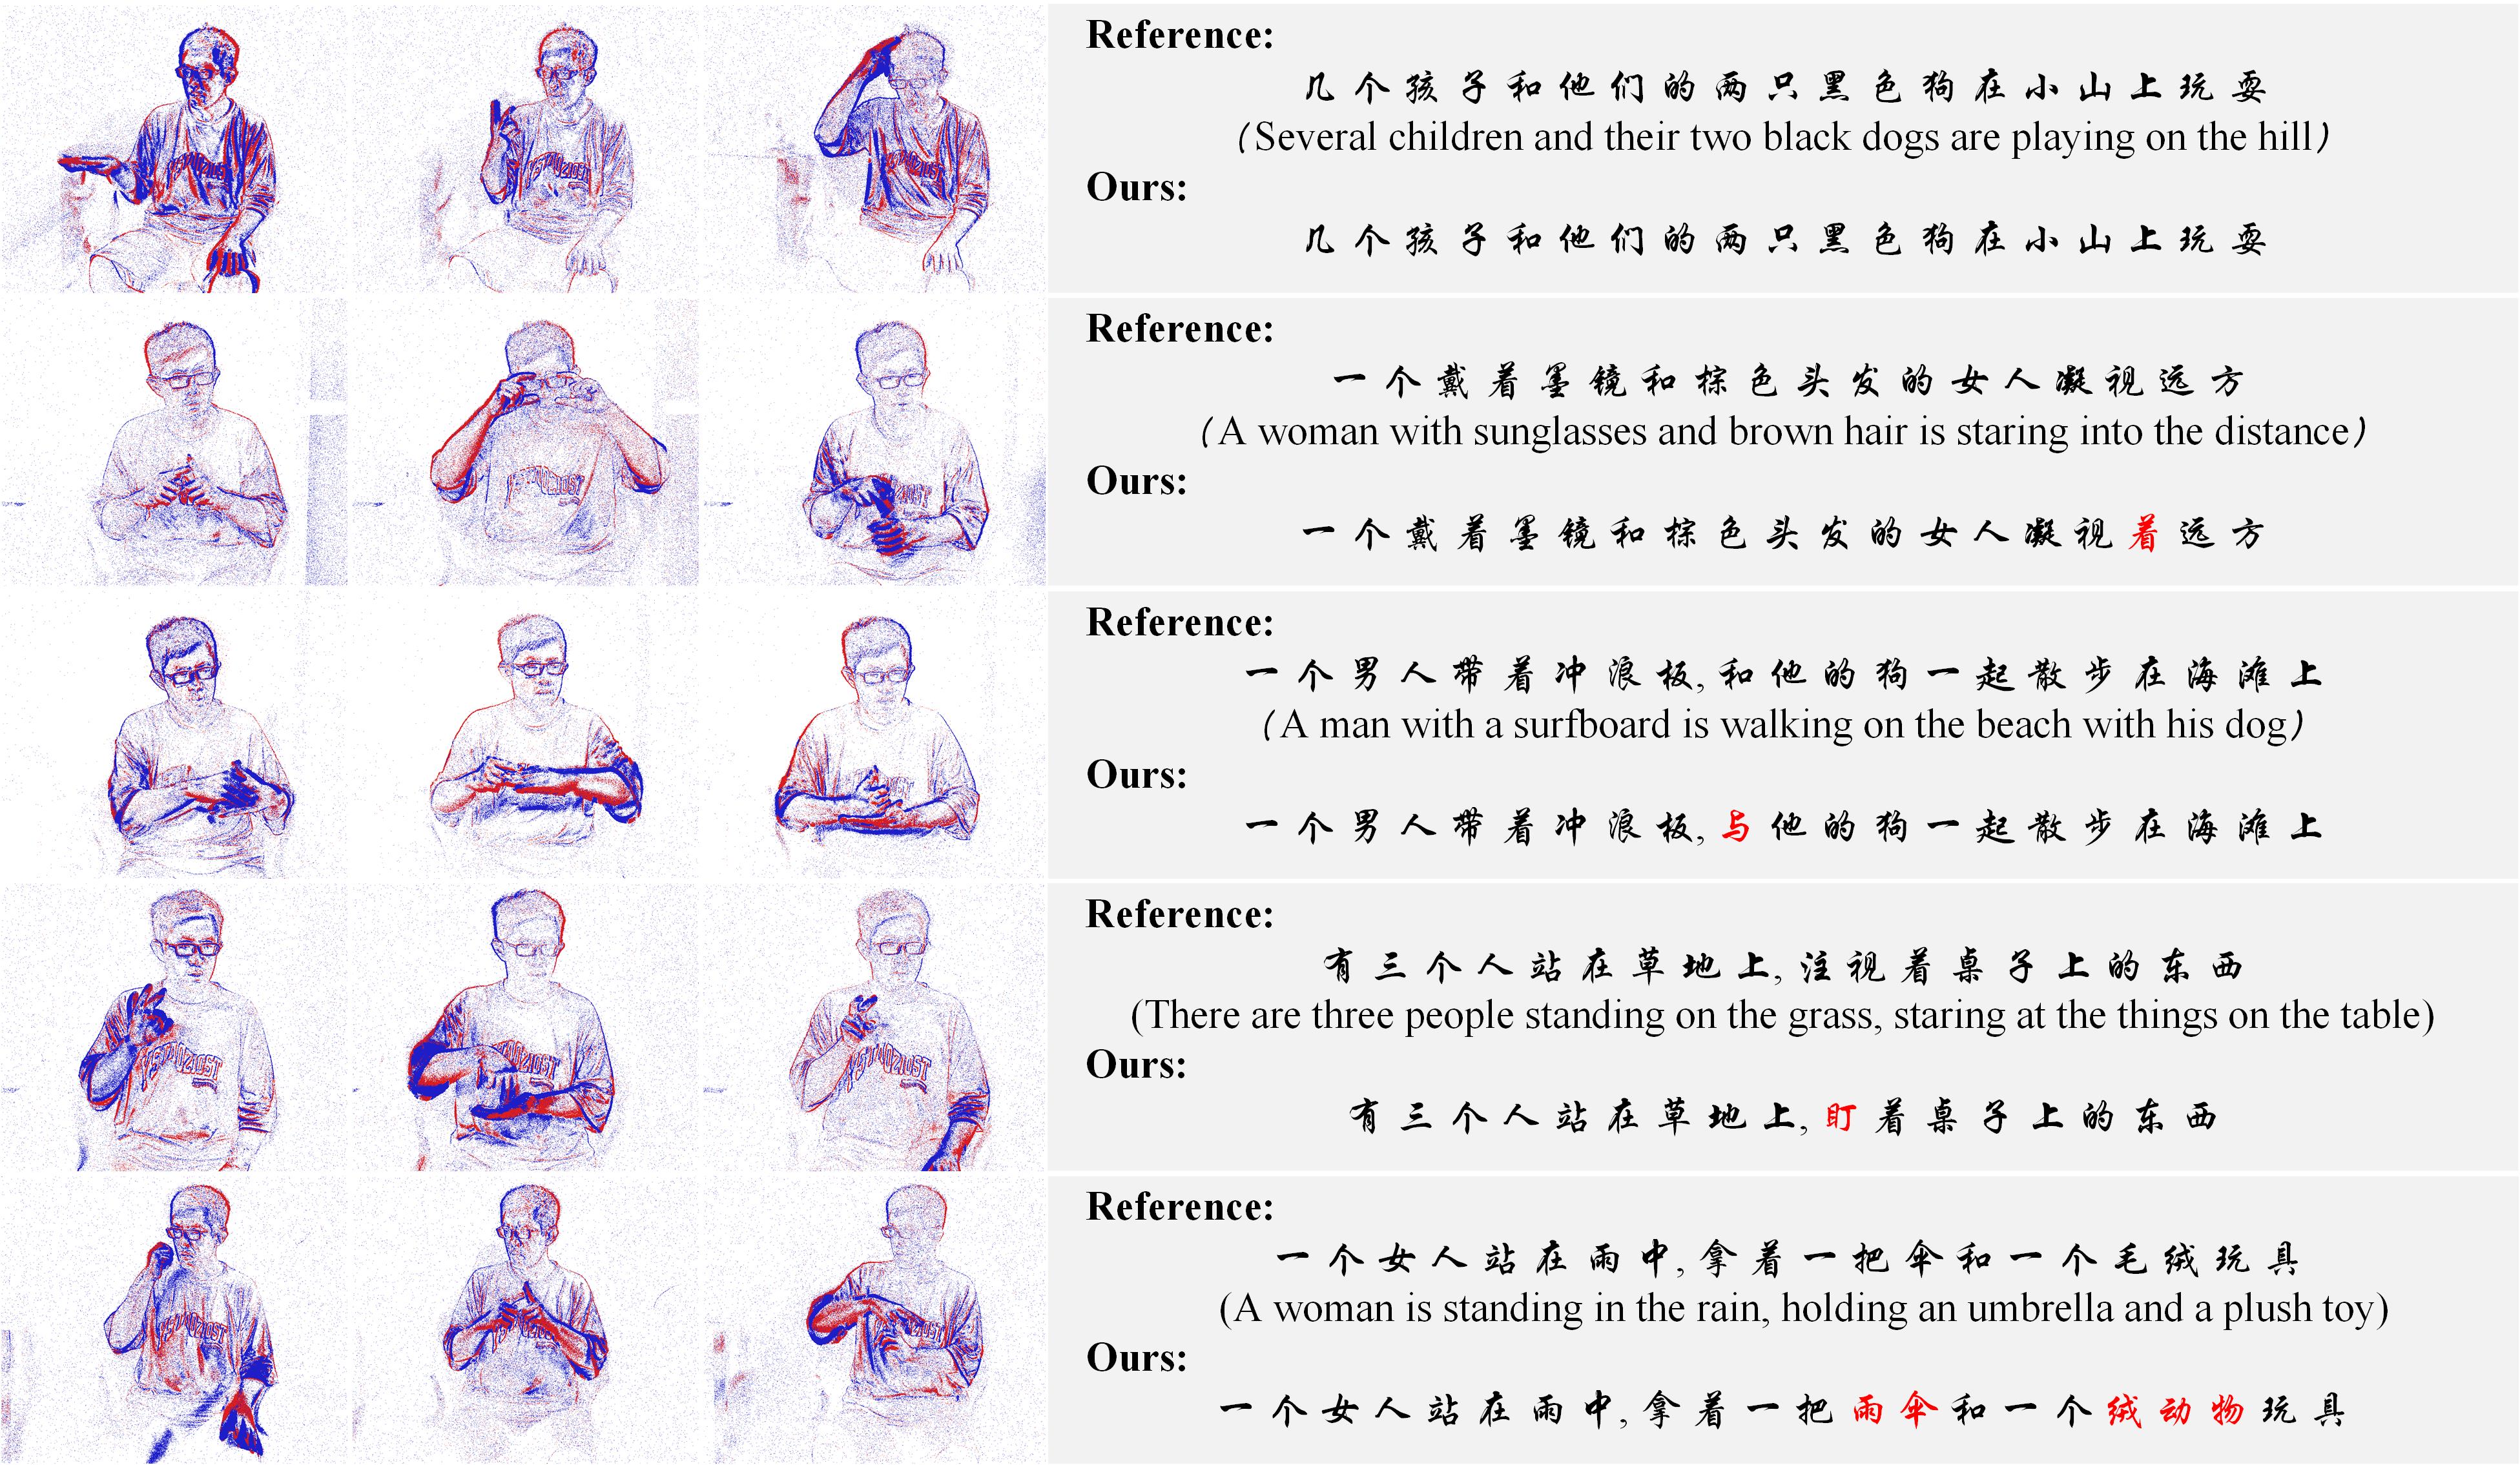 Reference:
几个孩子和他们的两只黑色狗在小山上玩耍
(Several children and their two black dogs are playing on the hill)
Ours:
几个孩子和他们的两只黑色狗在小山上玩耍
Reference:
一个戴着墨镜和棕色头发的女人凝视远方
(A woman with sunglasses and brown hair is staring into the distance)
Ours:
一个戴着墨镜和棕色头发的女人凝视着远方
Reference:
一个男人带着冲浪板,和他的狗一起散步在海滩上
(A man with a surfboard is walking on the beach with his dog)
Ours:
一个男人带着冲浪板,与他的狗一起散步在海滩上
Reference:
有三个人站在草地上,注视着桌子上的东西
(There are three people standing on the grass, staring at the things on the table)
Ours:
有三个人站在草地上,盯着桌子上的东西
Reference:
一个女人站在雨中,拿着一把伞和一个毛绒玩具
(A woman is standing in the rain, holding an umbrella and a plush toy)
Ours:
一个女人站在雨中,拿着一把雨伞和一个绒动物玩具